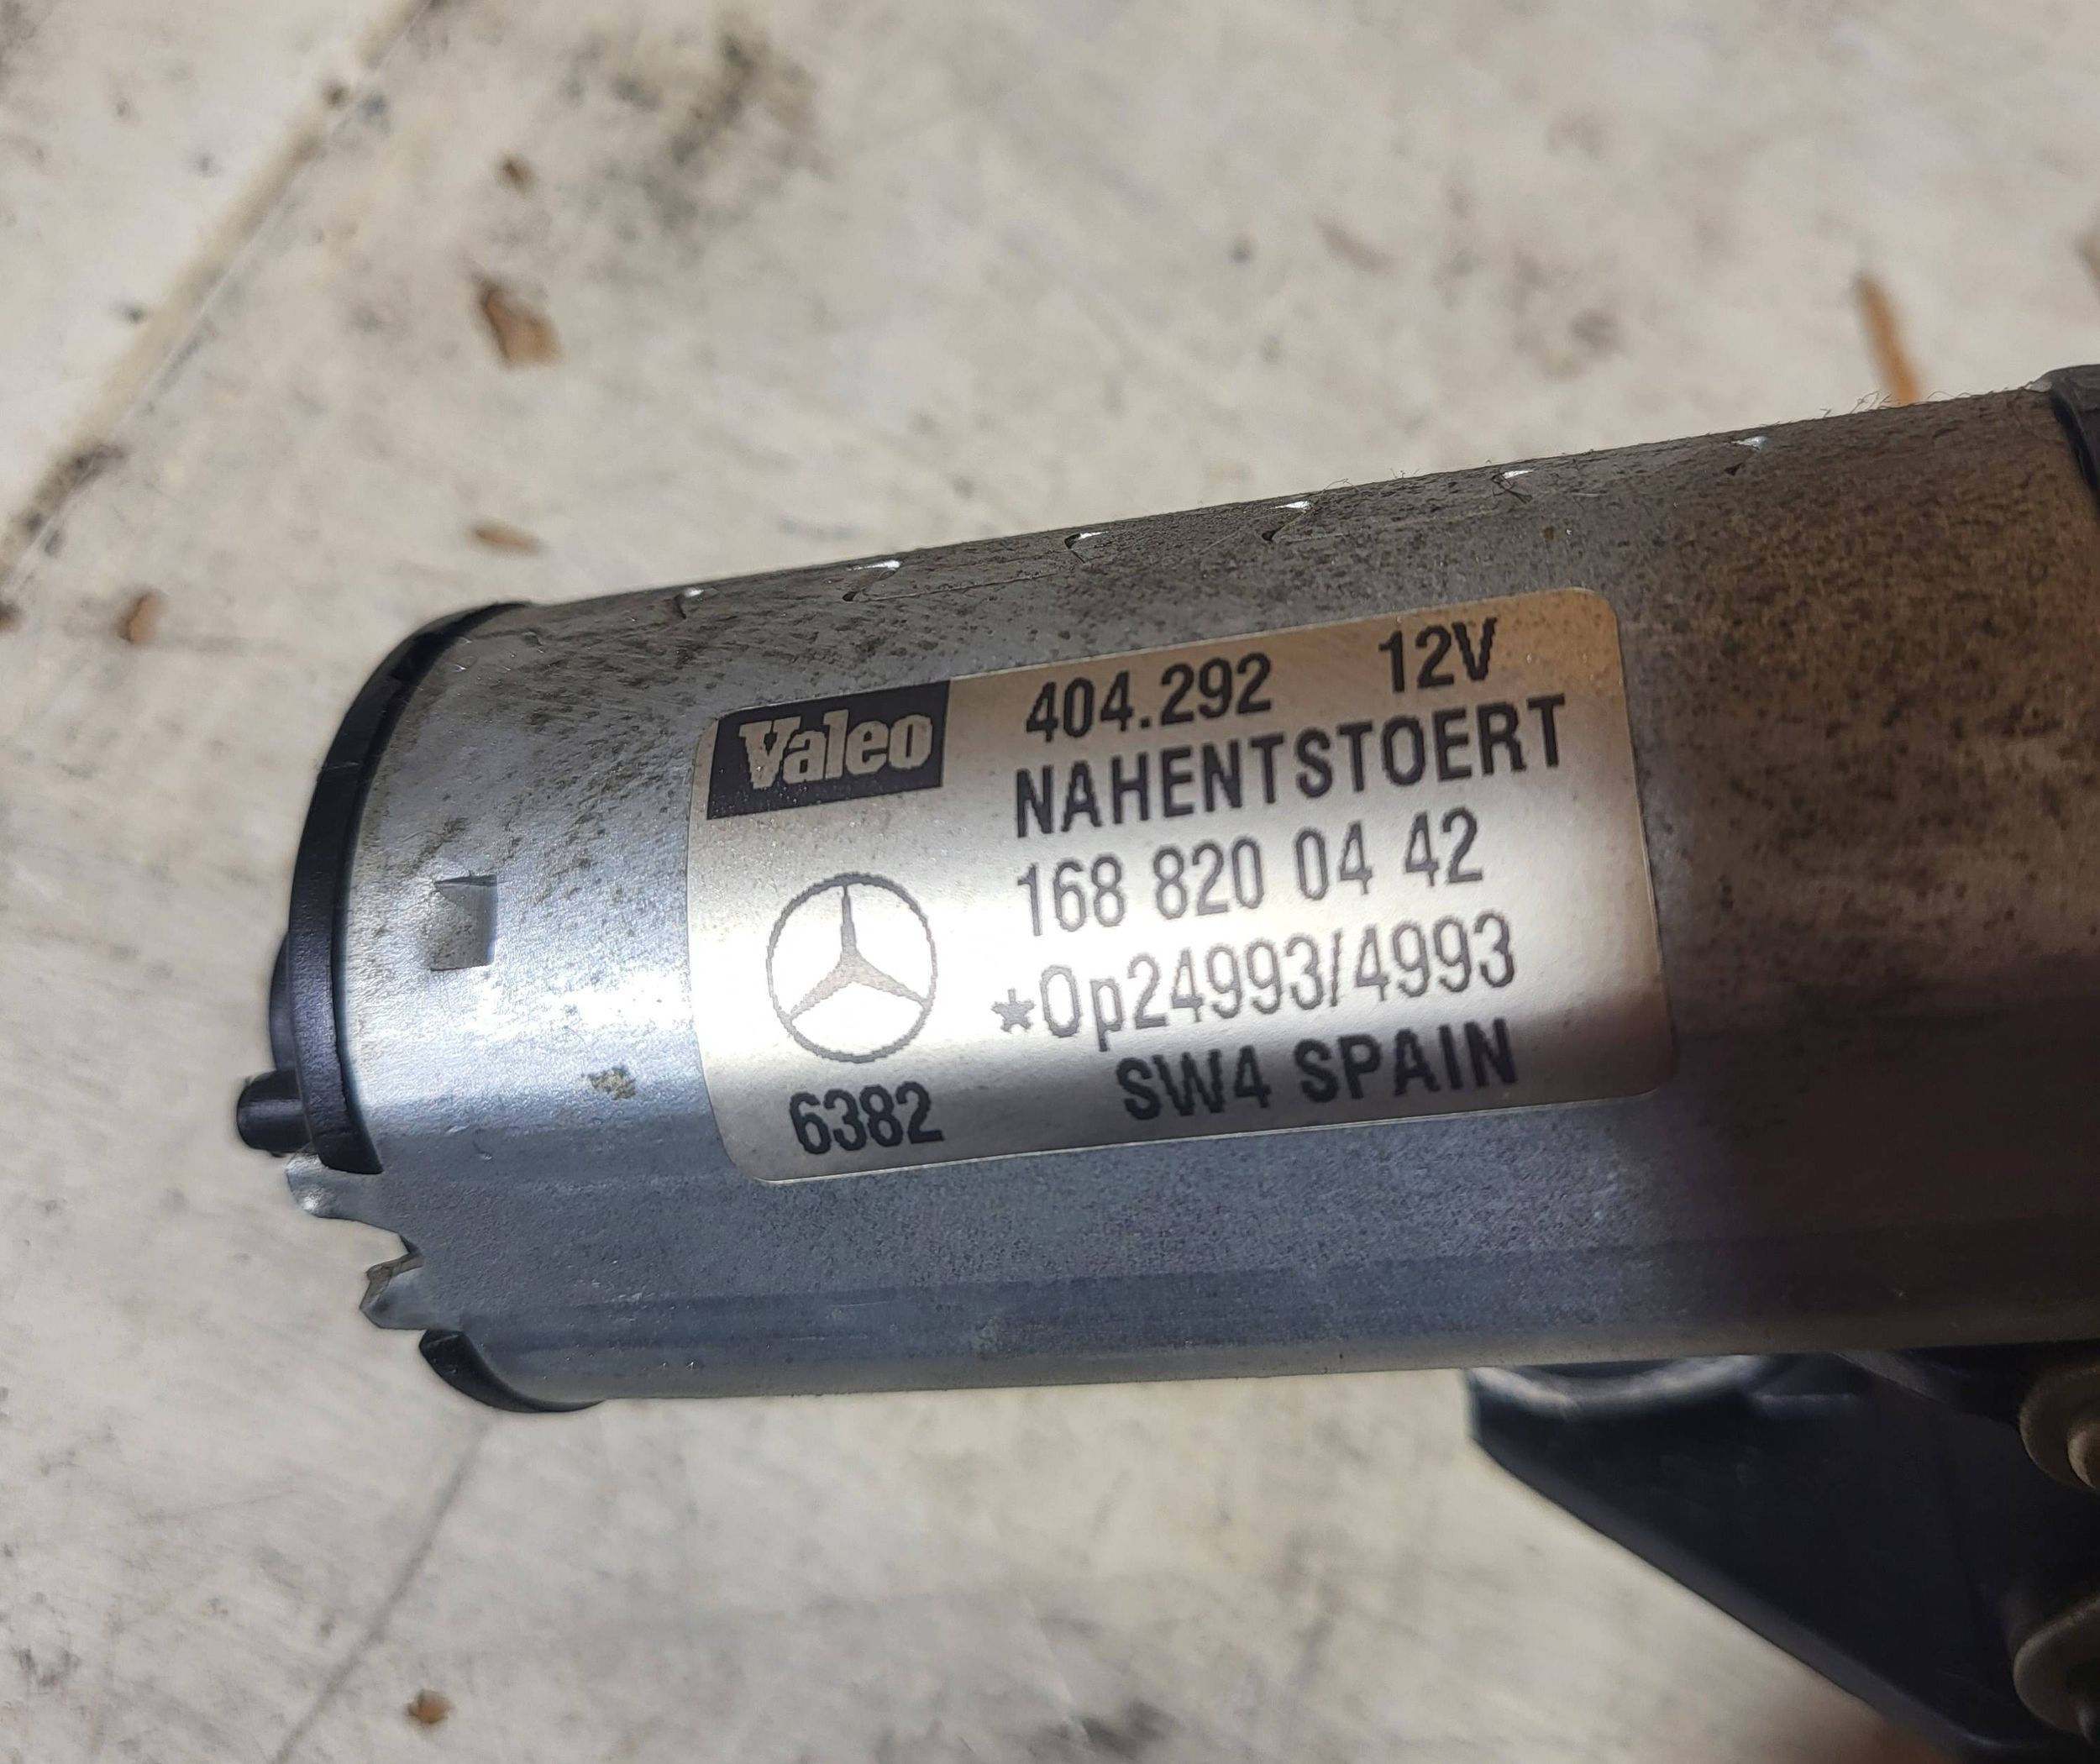 Valeo 404.292 12V
NAHENTSTOERT
168 820 04 42
*0p24993/4993
6382 SW4 SPAIN